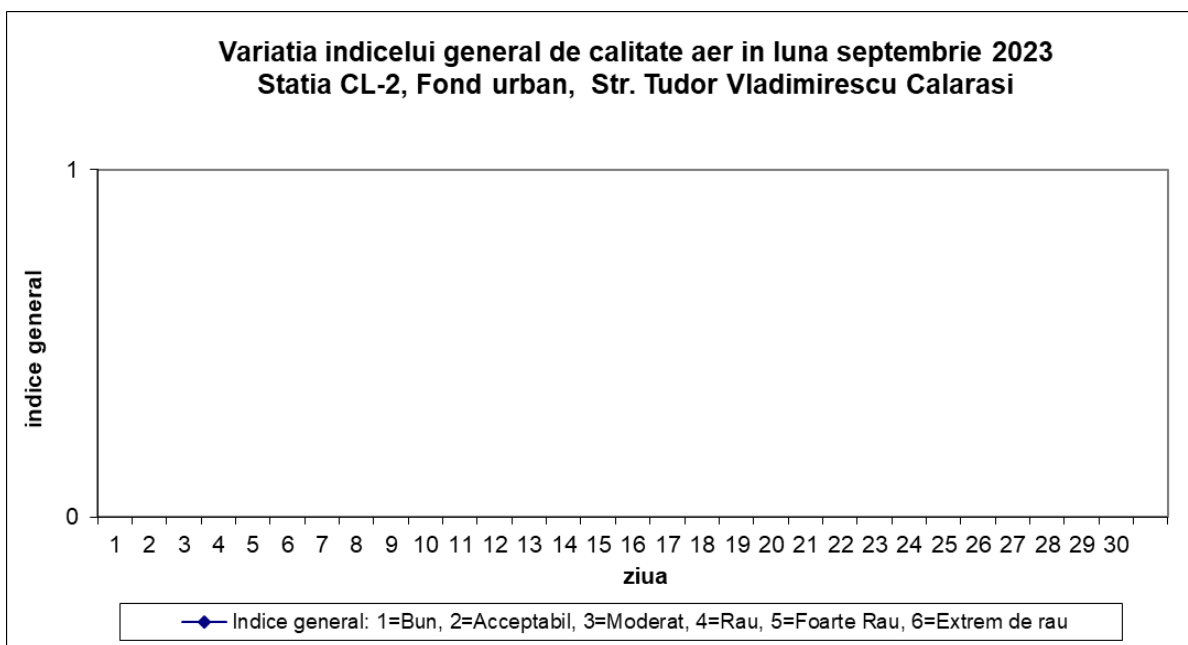 Variatia indicelui general de calitate aer in luna septembrie 2023
Statia CL-2, Fond urban,  Str. Tudor Vladimirescu Calarasi
1
indice general
0
1 2 3 4 5 6 7 8 9 10 11 12 13 14 15 16 17 18 19 20 21 22 23 24 25 26 27 28 29 30
ziua
Indice general: 1=Bun, 2=Acceptabil, 3=Moderat, 4=Rau, 5=Foarte Rau, 6=Extrem de rau